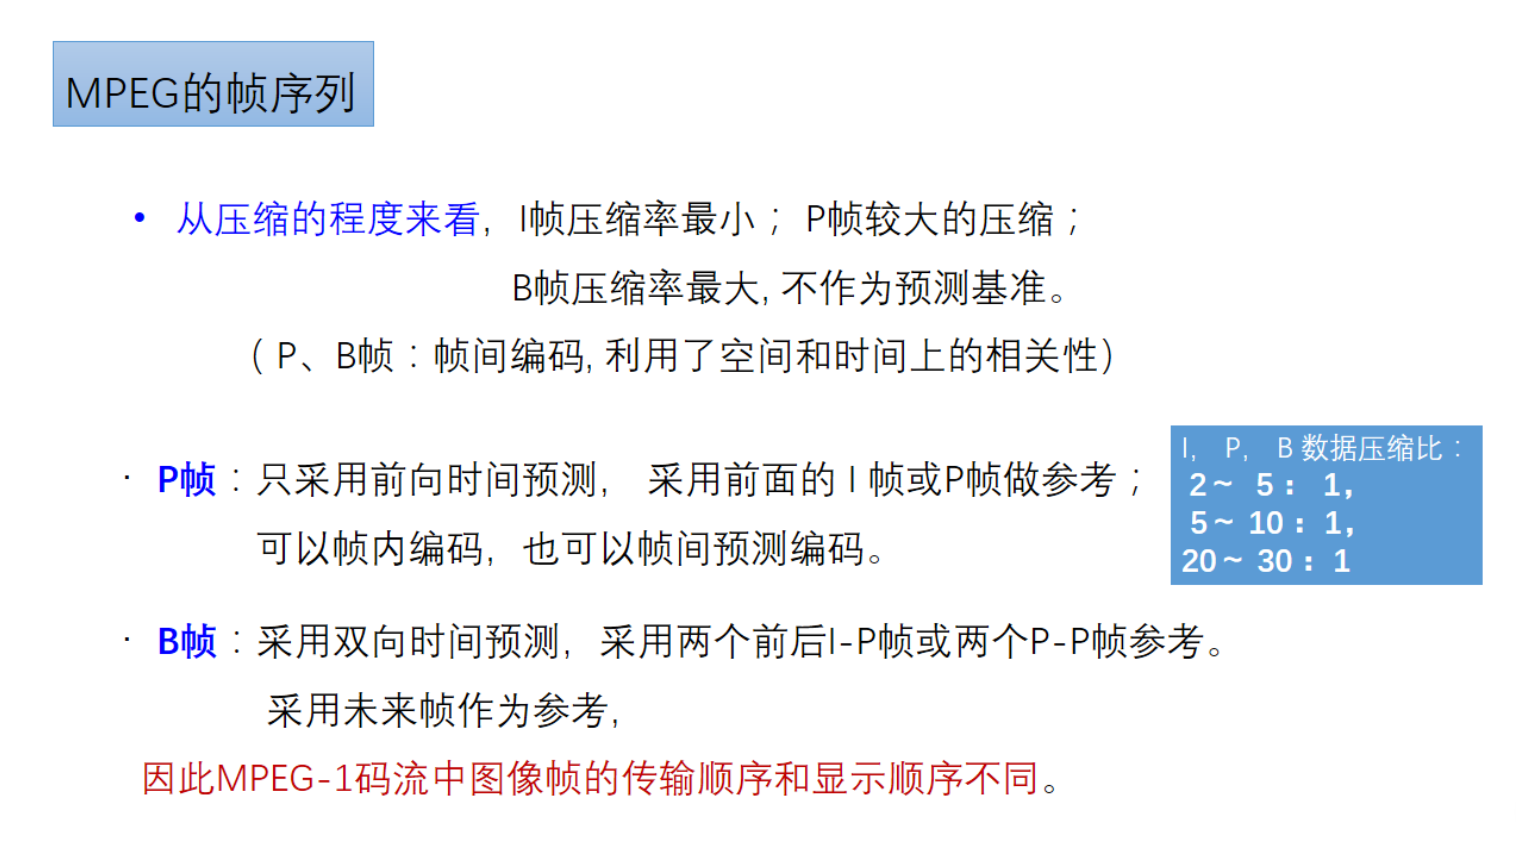 MPEG的帧序列
• 从压缩的程度来看，I帧压缩率最小； P帧较大的压缩；
B帧压缩率最大, 不作为预测基准。
( P、B帧：帧间编码, 利用了空间和时间上的相关性)
· P帧：只采用前向时间预测， 采用前面的 I 帧或P帧做参考；
可以帧内编码，也可以帧间预测编码。
I, P, B 数据压缩比：
2～ 5： 1,
5～ 10：1,
20～ 30：1
· B帧：采用双向时间预测，采用两个前后I-P帧或两个P-P帧参考。
采用未来帧作为参考,
因此MPEG-1码流中图像帧的传输顺序和显示顺序不同。